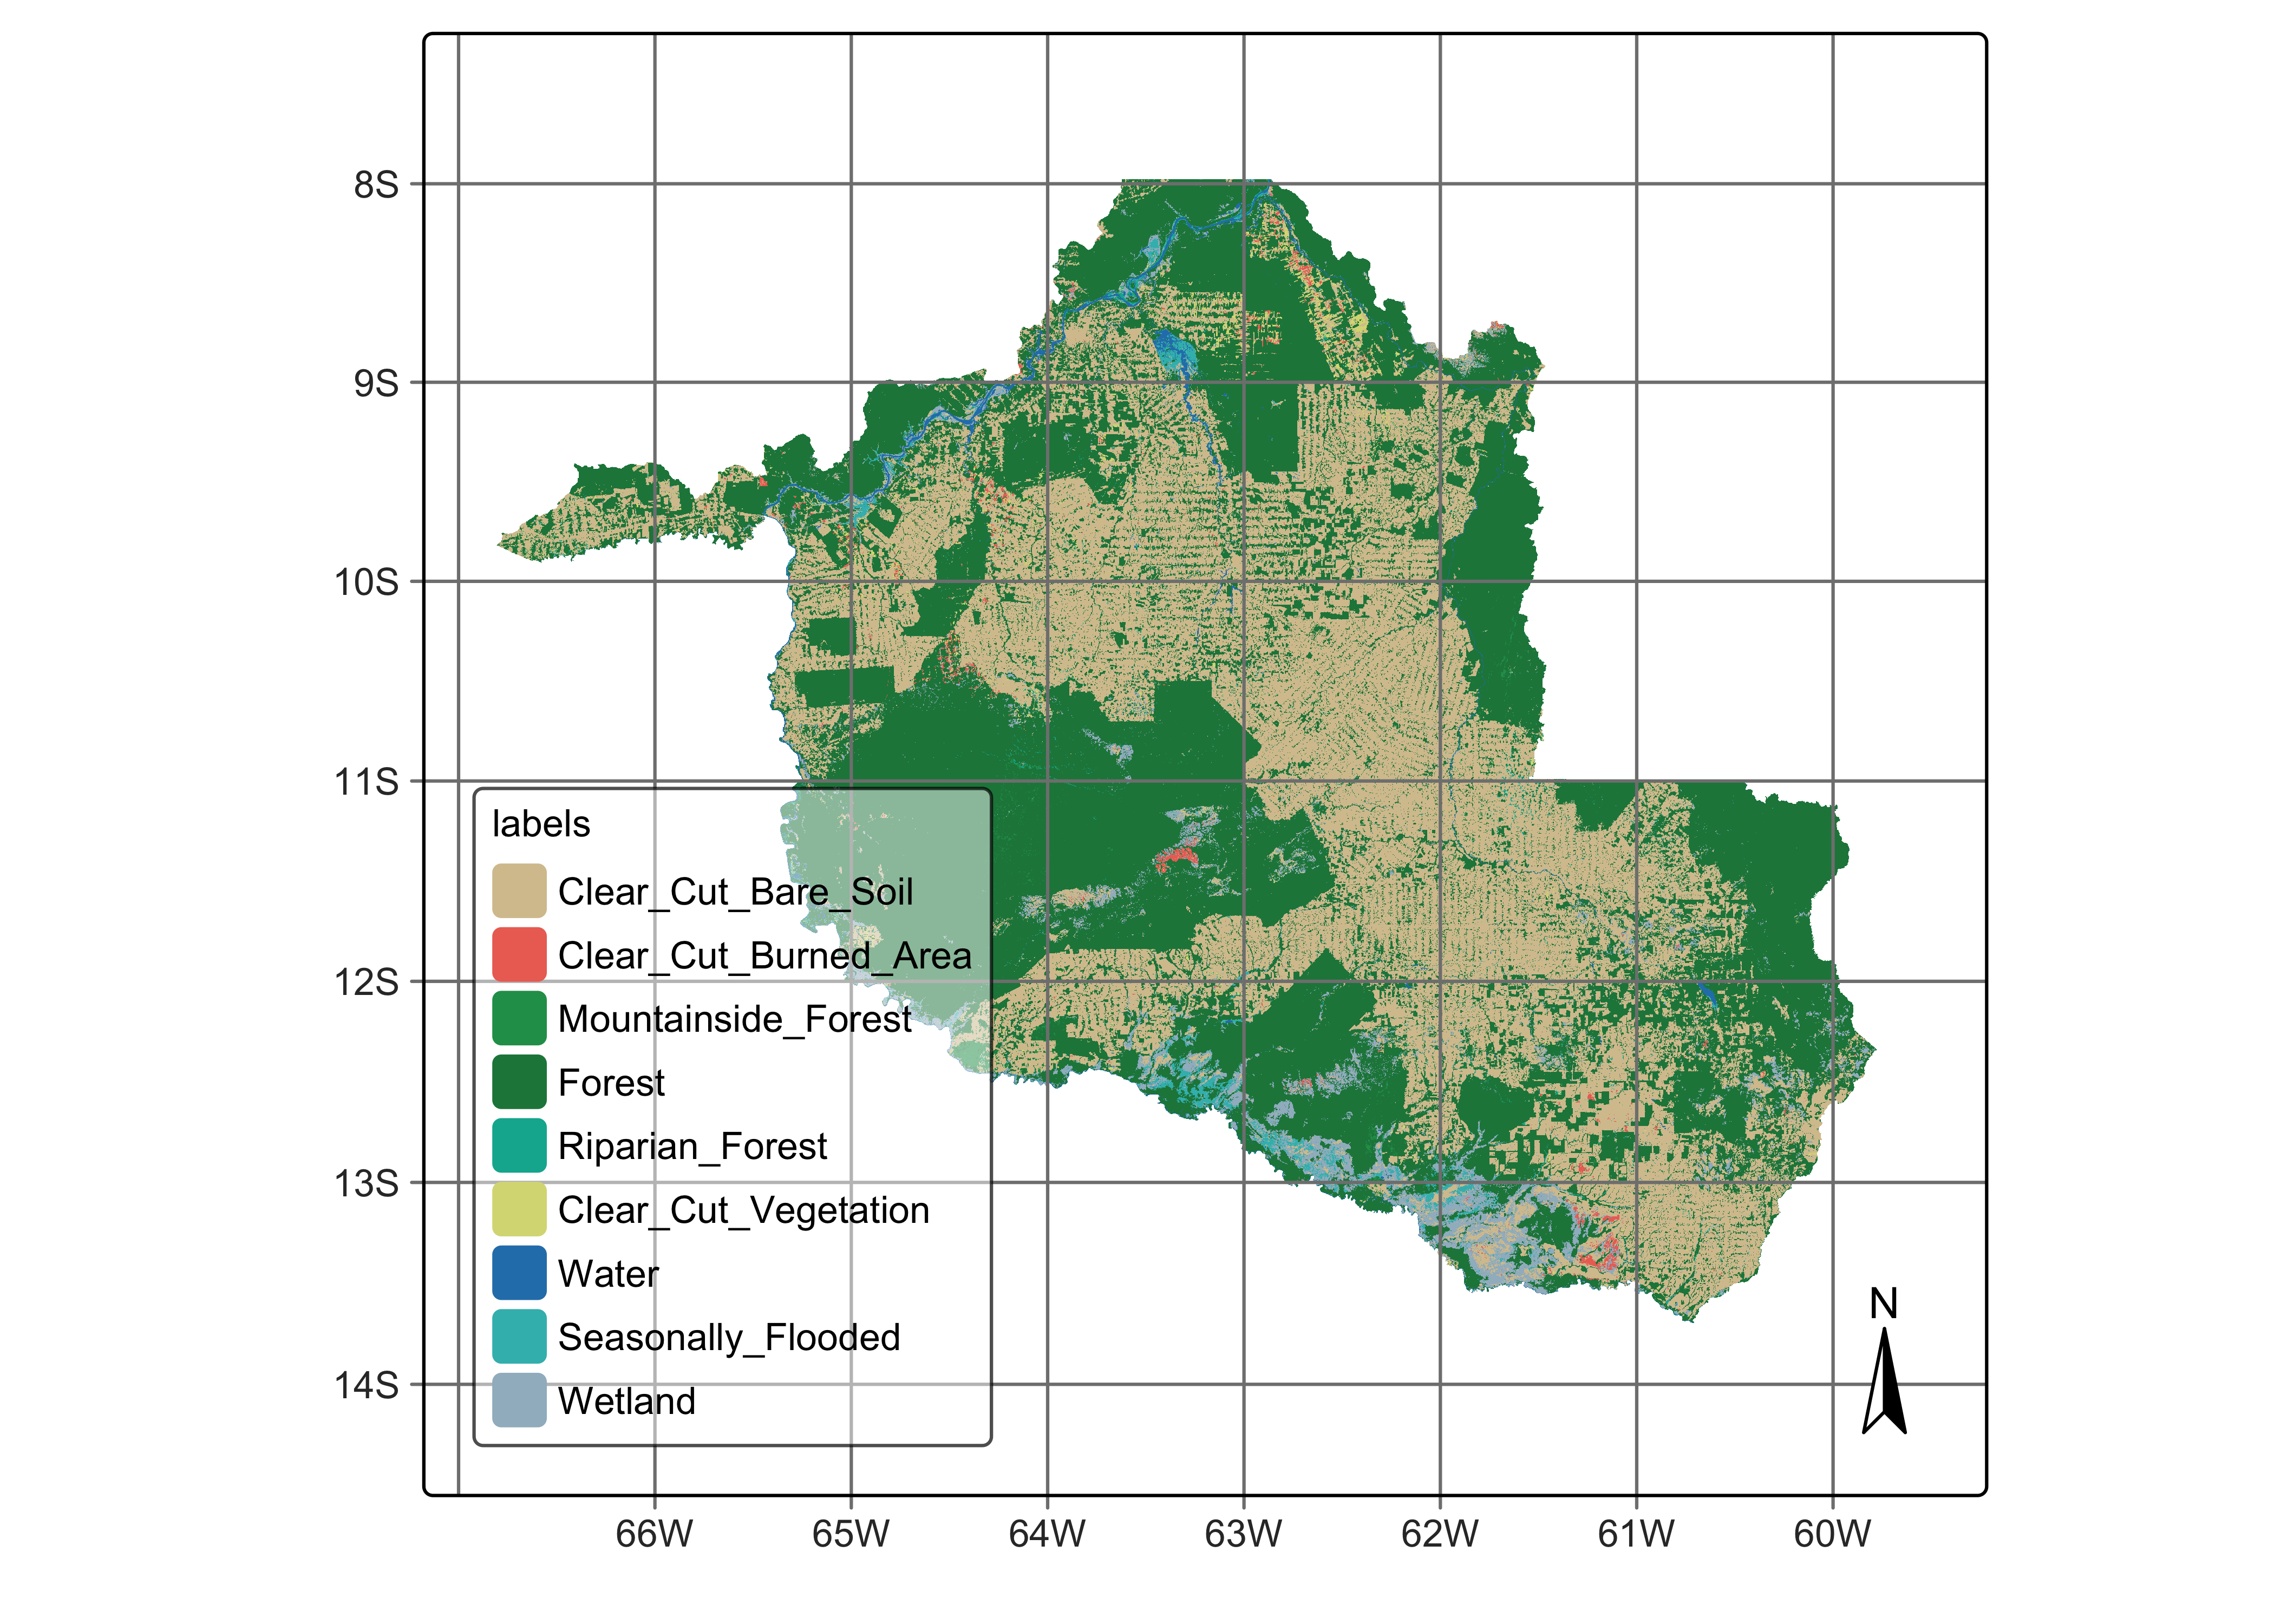 8S
9S
10S
11S
12S
13S
14S
labels
Clear_Cut_Bare_Soil
Clear_Cut_Burned_Area
Mountainside_Forest
Forest
Riparian_Forest
Clear_Cut_Vegetation
Water
Seasonally_Flooded
Wetland
N
66W 65W 64W 63W 62W 61W 60W